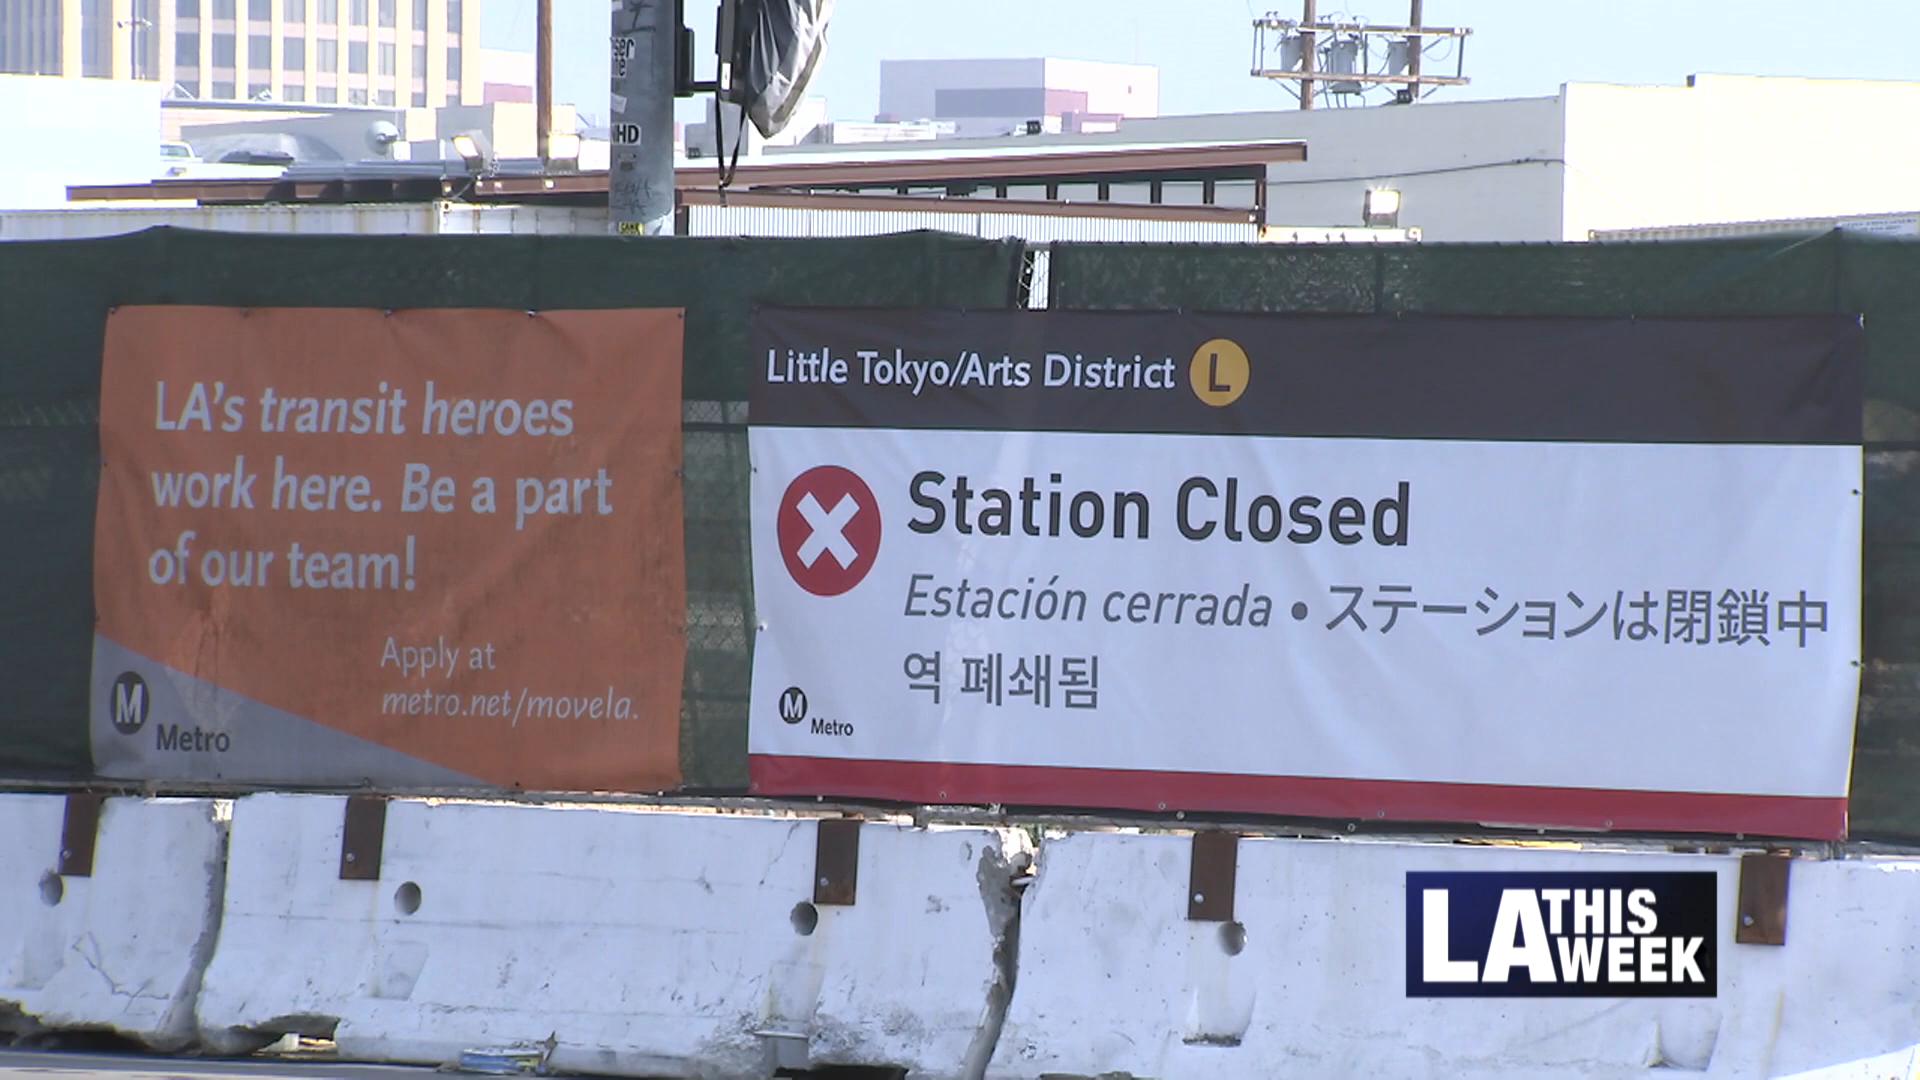 LA's transit heroes
work here. Be a part
of our team!
Apply at
metro.net/movela.
M
Metro
Little Tokyo/Arts District L
Station Closed
Estación cerrada • ステーションは閉鎖中
역 폐쇄됨
M
Metro
LA THIS
WEEK